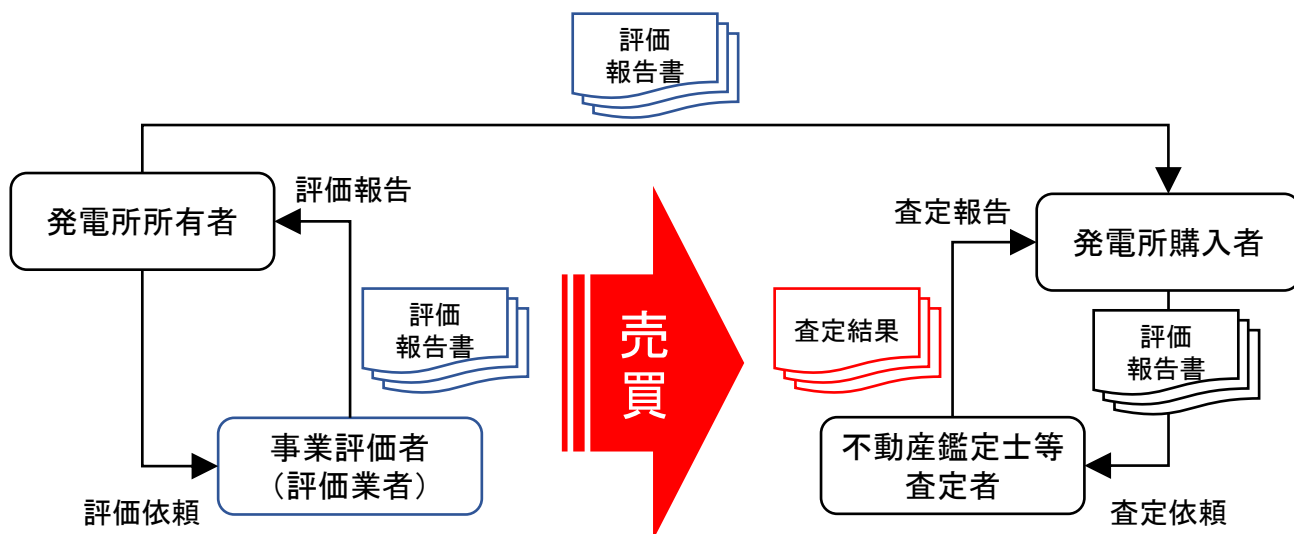 評価
報告書
発電所所有者
評価報告
評価
報告書
事業評価者
（評価業者）
評価依頼
売
買
査定報告
発電所購入者
査定結果
評価
報告書
不動産鑑定士等
査定者
査定依頼